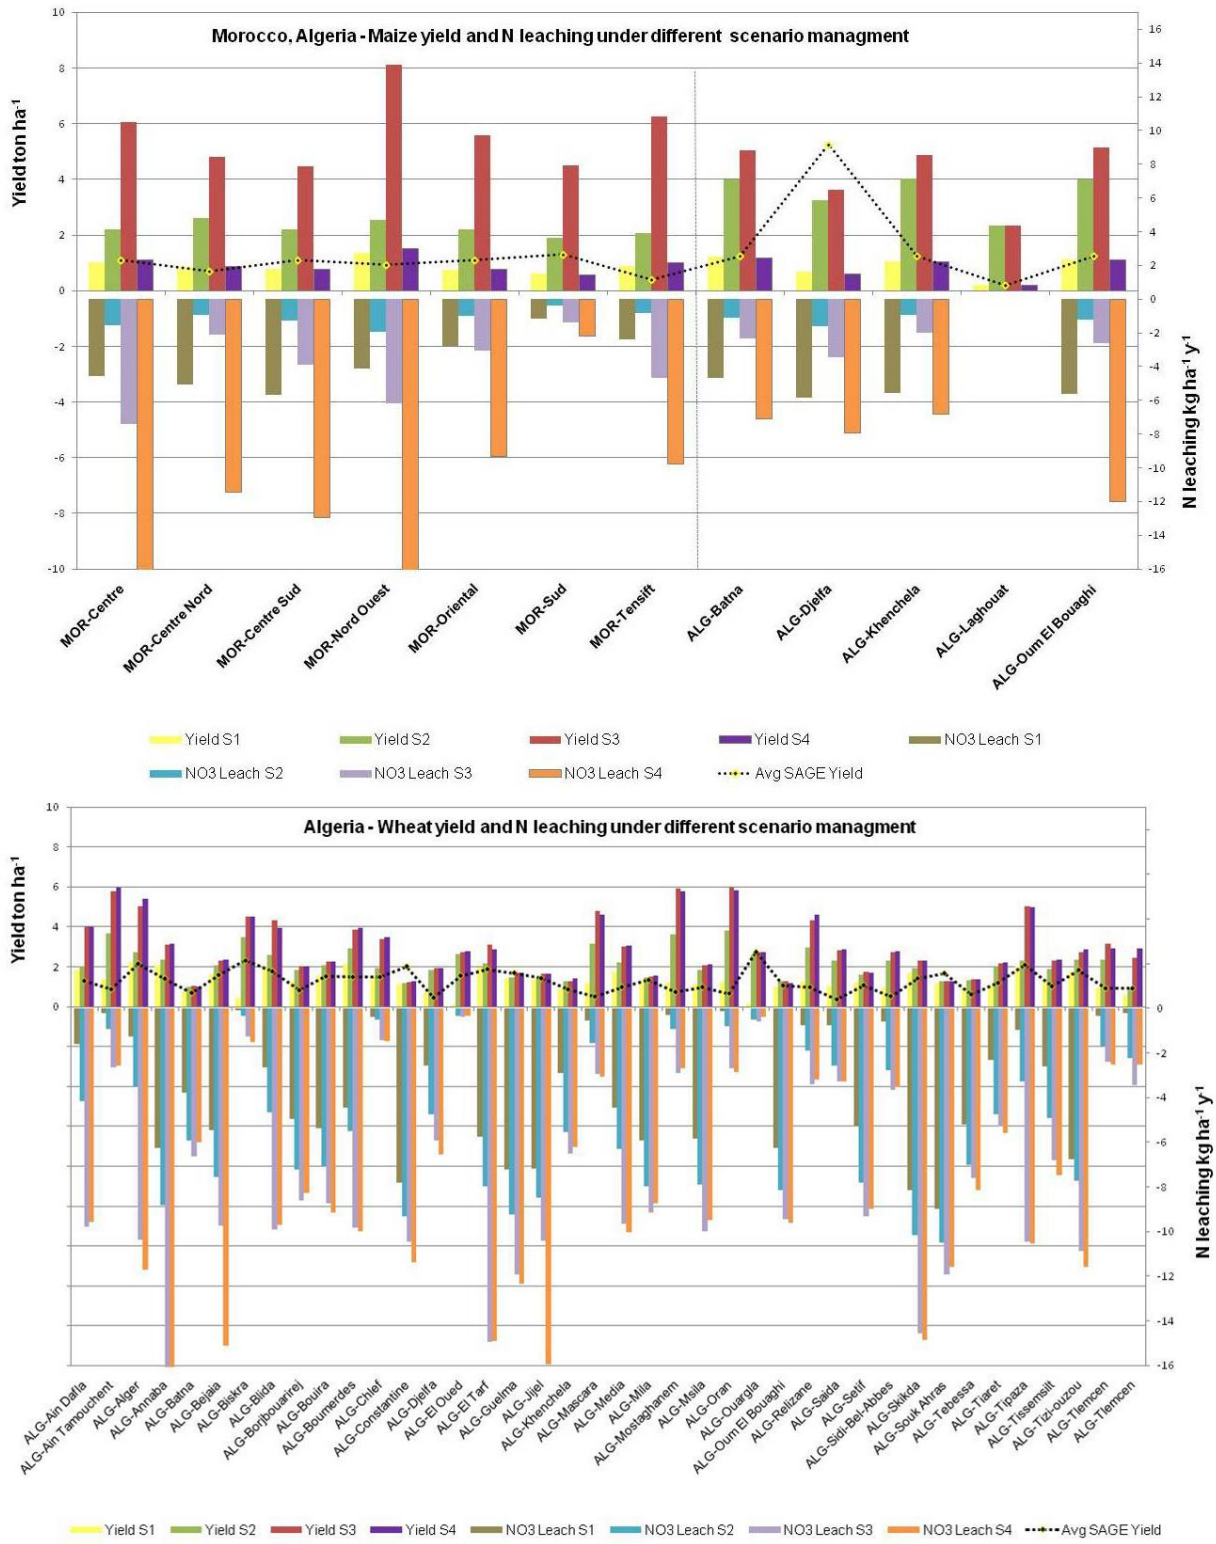 Morocco, Algeria - Maize yield and N leaching under different scenario managment
Yield ton ha-1
10
8
6
4
2
0
-2
-4
-6
-8
-10
16
14
12
10
8
6
4
2
0
-2
-4
-6
-8
-10
-12
-14
-16
N leaching kg ha-1 y-1
MOR-Centre
MOR-Centre Nord
MOR-Centre Sud
MOR-Nord Ouest
MOR-Oriental
MOR-Sud
MOR-Tensift
ALG-Batna
ALG-Djelfa
ALG-Khenchela
ALG-Laghouat
ALG-Oum El Bouaghi
Yield S1 Yield S2 Yield S3 Yield S4 NO3 Leach S1
NO3 Leach S2 NO3 Leach S3 NO3 Leach S4 Avg SAGE Yield
Algeria - Wheat yield and N leaching under different scenario managment
Yield ton ha-1
10
8
6
4
2
0
0
-2
-4
-6
-8
-10
-12
-14
-16
N leaching kg ha-1 y-1
ALG-Ain Dafla
ALG-Ain Tamouchent
ALG-Alger
ALG-Annaba
ALG-Batna
ALG-Bejaia
ALG-Biskra
ALG-Blida
ALG-Borjbouarirej
ALG-Bouira
ALG-Boumerdes
ALG-Chlef
ALG-Constantine
ALG-Djelfa
ALG-El Oued
ALG-El Tarf
ALG-Guelma
ALG-Jijel
ALG-Khenchela
ALG-Mascara
ALG-Media
ALG-Mila
ALG-Mostaghanem
ALG-Msila
ALG-Oran
ALG-Ouargla
ALG-Oum El Bouaghi
ALG-Relizane
ALG-Saida
ALG-Setif
ALG-Sidl-Bel-Abbes
ALG-Skikda
ALG-Souk Ahras
ALG-Tebessa
ALG-Tiaret
ALG-Tipaza
ALG-Tissemsilt
ALG-Tizi-ouzou
ALG-Tlemcen
ALG-Tlemcen
Yield S1 Yield S2 Yield S3 Yield S4 NO3 Leach S1 NO3 Leach S2 NO3 Leach S3 NO3 Leach S4 Avg SAGE Yield